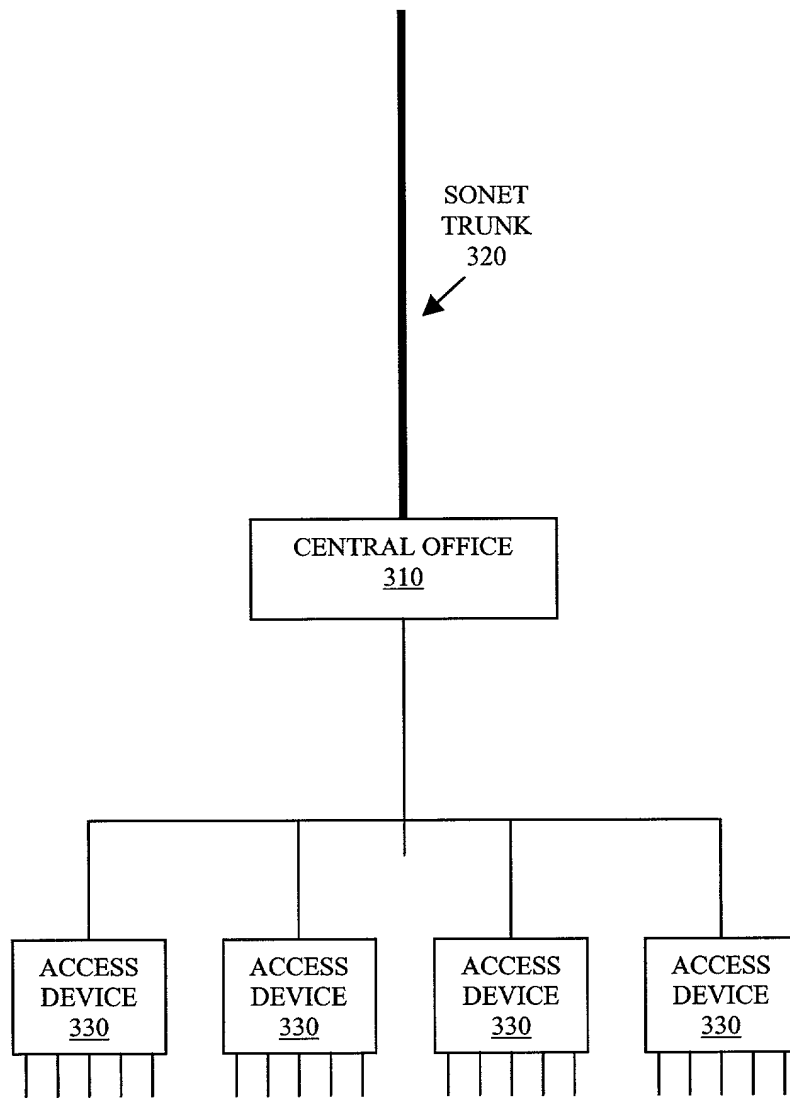 SONET
TRUNK
320
CENTRAL OFFICE
310
ACCESS
DEVICE
330
ACCESS
DEVICE
330
ACCESS
DEVICE
330
ACCESS
DEVICE
330